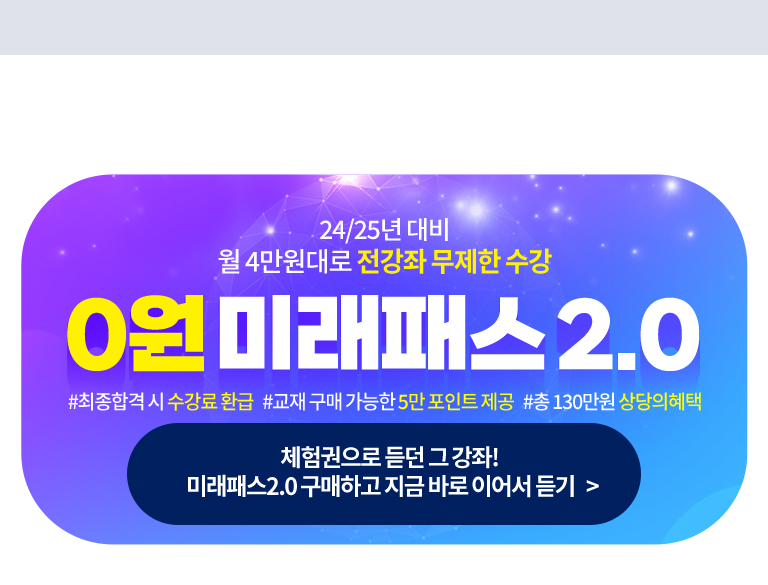 24/25년 대비
월 4만원대로 전강좌 무제한 수강
0원 미래패스 2.0
#최종합격 시 수강료 환급 #교재 구매 가능한 5만 포인트 제공 #총 130만원 상당의혜택
체험권으로 듣던 그 강좌!
미래패스2.0 구매하고 지금 바로 이어서 듣기 >